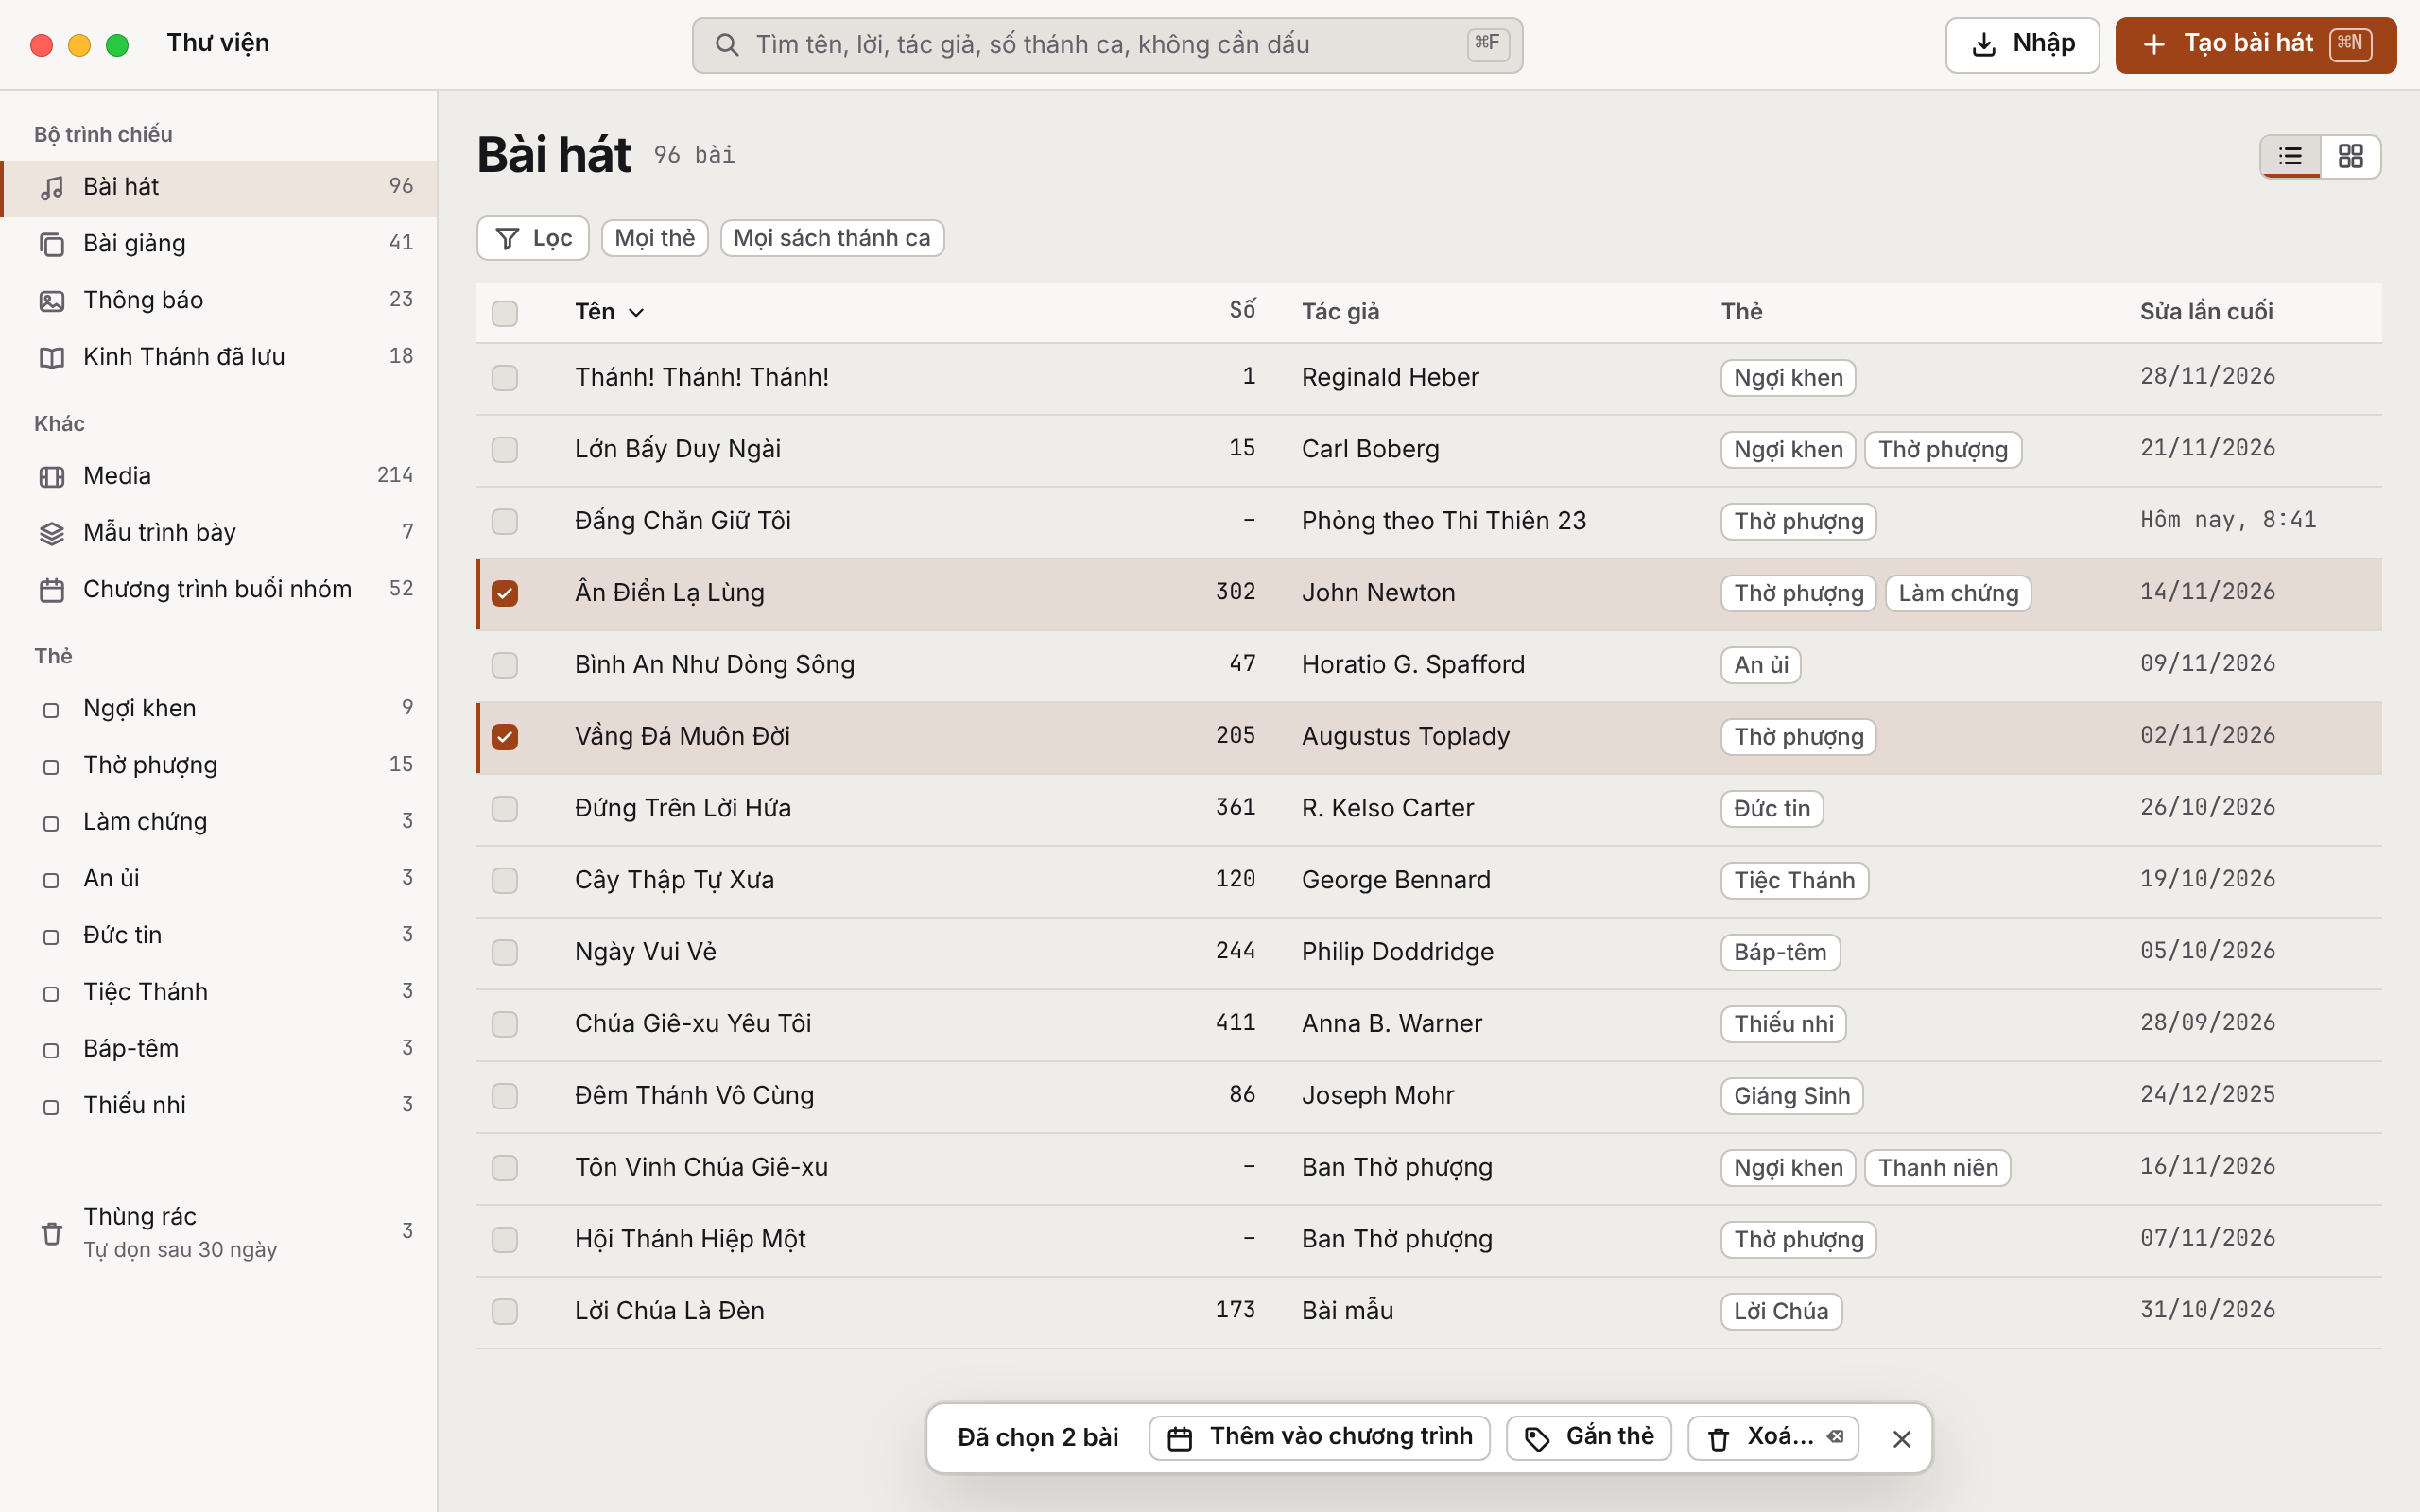 Thư viện
Tìm tên, lời, tác giả, số thánh ca, không cần dấu ⌘F
Nhập
Tạo bài hát ⌘N
Bộ trình chiếu
Bài hát 96
Bài giảng 41
Thông báo 23
Kinh Thánh đã lưu 18
Khác
Media 214
Mẫu trình bày 7
Chương trình buổi nhóm 52
Thẻ
Ngợi khen 9
Thờ phượng 15
Làm chứng 3
An ủi 3
Đức tin 3
Tiệc Thánh 3
Báp-têm 3
Thiếu nhi 3
Thùng rác 3
Tự dọn sau 30 ngày
Bài hát 96 bài
Lọc Mọi thẻ Mọi sách thánh ca
Tên Số Tác giả Thẻ Sửa lần cuối
Thánh! Thánh! Thánh! 1 Reginald Heber Ngợi khen 28/11/2026
Lớn Bấy Duy Ngài 15 Carl Boberg Ngợi khen Thờ phượng 21/11/2026
Đấng Chăn Giữ Tôi – Phỏng theo Thi Thiên 23 Thờ phượng Hôm nay, 8:41
Ân Điển Lạ Lùng 302 John Newton Thờ phượng Làm chứng 14/11/2026
Bình An Như Dòng Sông 47 Horatio G. Spafford An ủi 09/11/2026
Vầng Đá Muôn Đời 205 Augustus Toplady Thờ phượng 02/11/2026
Đứng Trên Lời Hứa 361 R. Kelso Carter Đức tin 26/10/2026
Cây Thập Tự Xưa 120 George Bennard Tiệc Thánh 19/10/2026
Ngày Vui Vẻ 244 Philip Doddridge Báp-têm 05/10/2026
Chúa Giê-xu Yêu Tôi 411 Anna B. Warner Thiếu nhi 28/09/2026
Đêm Thánh Vô Cùng 86 Joseph Mohr Giáng Sinh 24/12/2025
Tôn Vinh Chúa Giê-xu – Ban Thờ phượng Ngợi khen Thanh niên 16/11/2026
Hội Thánh Hiệp Một – Ban Thờ phượng Thờ phượng 07/11/2026
Lời Chúa Là Đèn 173 Bài mẫu Lời Chúa 31/10/2026
Đã chọn 2 bài Thêm vào chương trình Gắn thẻ Xoá... ⌫